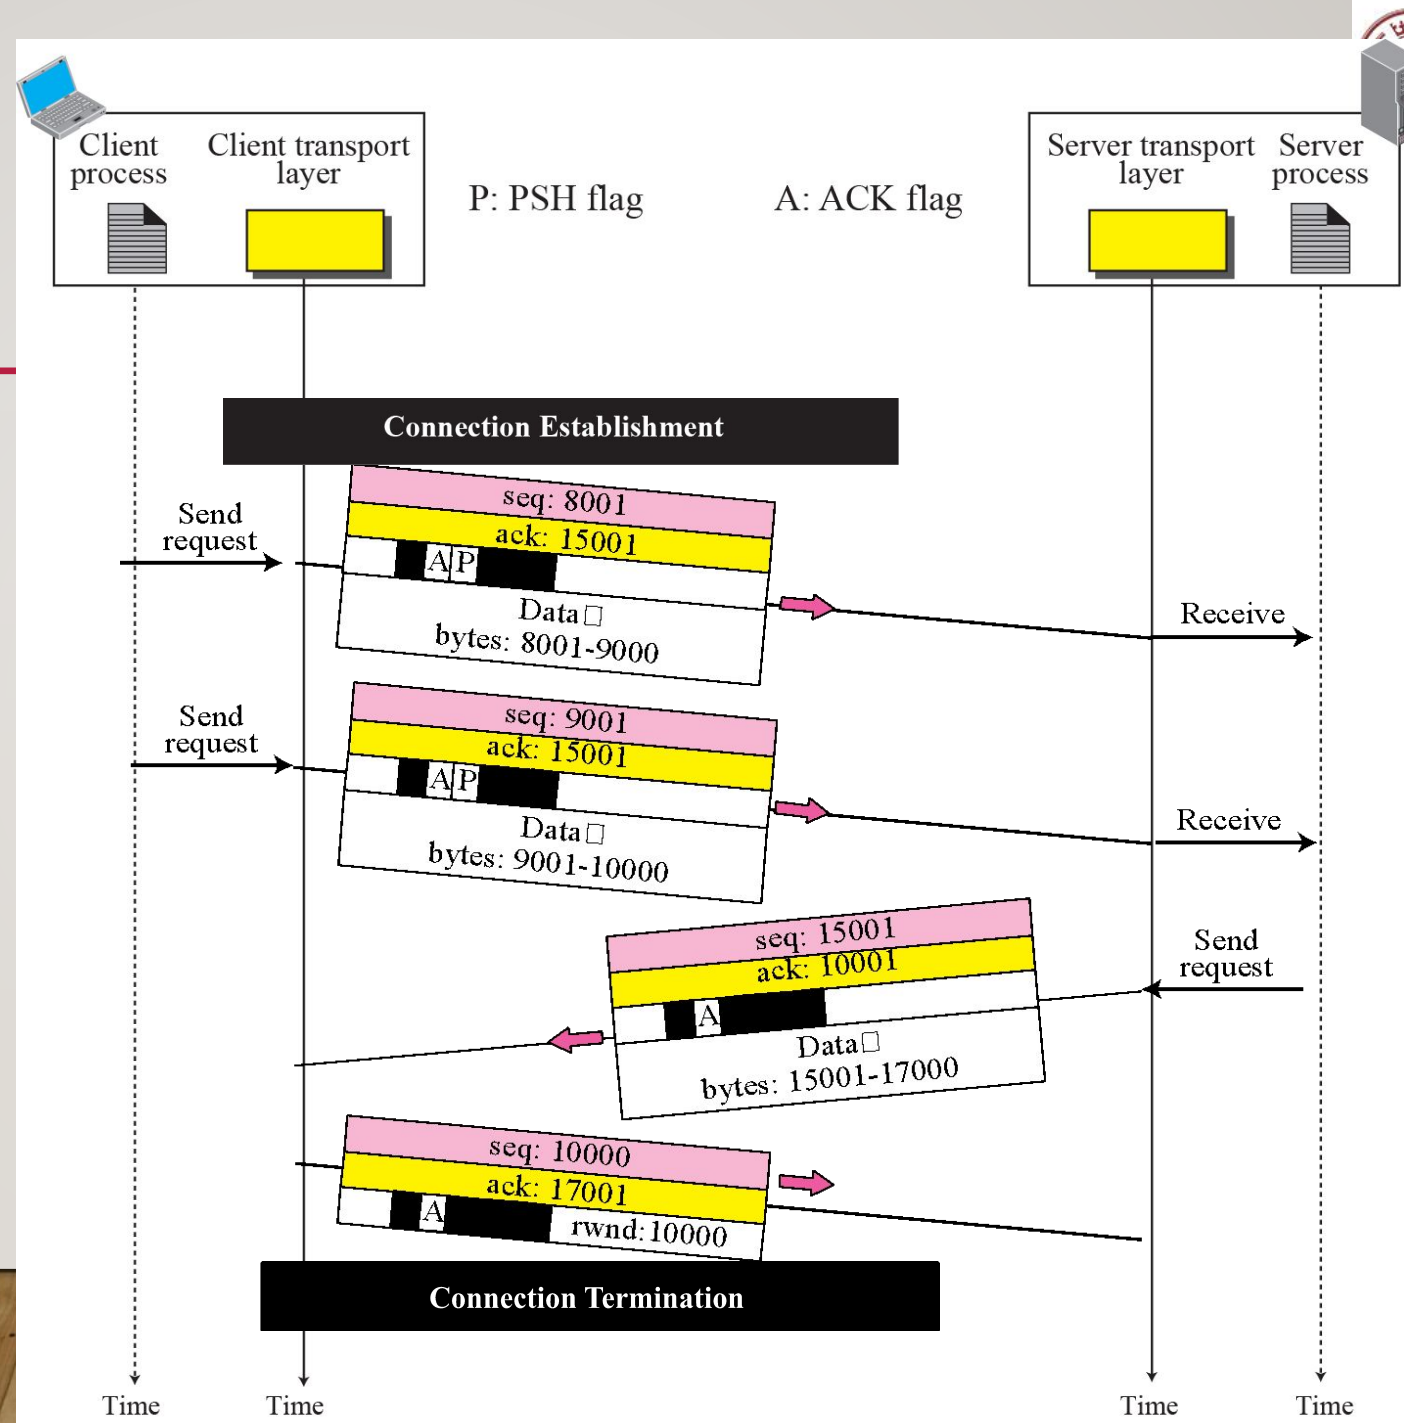 Client process
Client transport layer
P: PSH flag
A: ACK flag
Server transport layer
Server process
Connection Establishment
Send request
seq: 8001
ack: 15001
A P
Data
bytes: 8001-9000
Receive
Send request
seq: 9001
ack: 15001
A P
Data
bytes: 9001-10000
Receive
Send request
seq: 15001
ack: 10001
A
Data
bytes: 15001-17000
seq: 10000
ack: 17001
A
rwnd:10000
Connection Termination
Time
Time
Time
Time